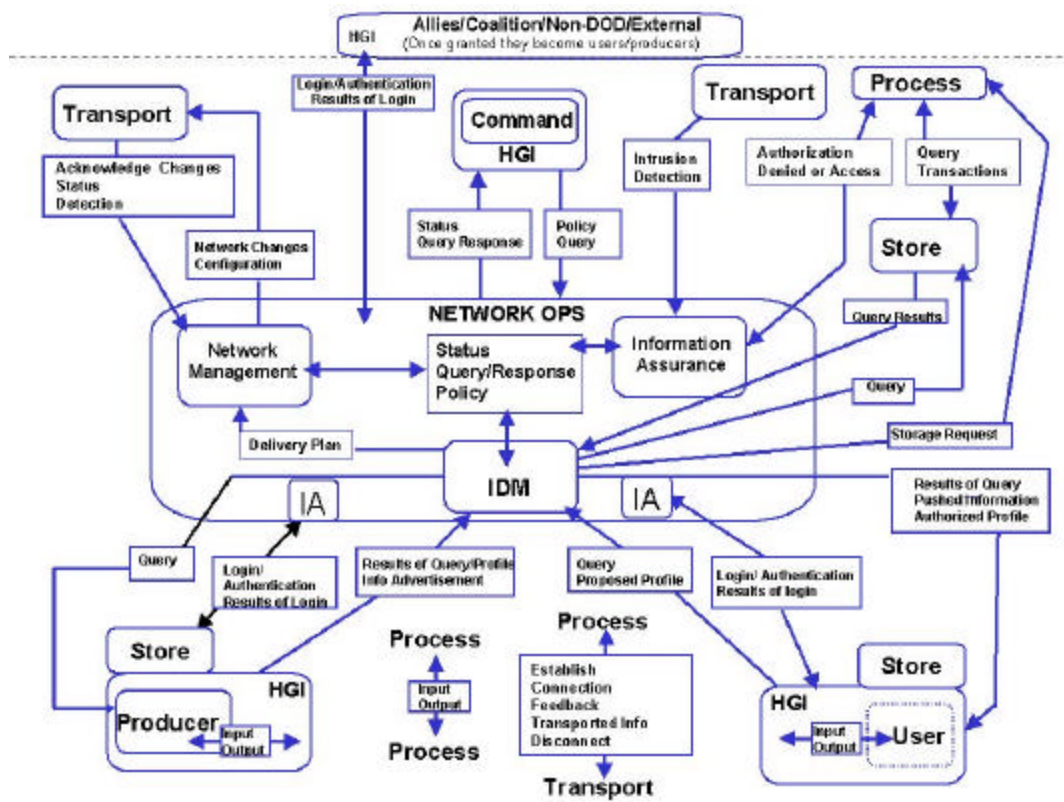 HGI
Allies/Coalition/Non-DOD/External
(Once granted they become users/producers)
Login/Authentication
Results of Login
Transport
Command
HGI
Transport
Process
Acknowledge Changes
Status
Detection
Network Changes
Configuration
Status
Query Response
Policy
Query
Intrusion
Detection
Authorization
Denied or Access
Query
Transactions
Store
Query Results
NETWORK OPS
Network
Management
Status
Query/Response
Policy
Information
Assurance
Query
Storage Request
Delivery Plan
IDM
IA
IA
Results of Query
Pushed Information
Authorized Profile
Query
Login/
Authentication
Results of Login
Results of Query/Profile
Info Advertisement
Query
Proposed Profile
Login/ Authentication
Results of login
Store
HGI
Producer
Input
Output
Process
Input
Output
Process
Process
Establish
Connection
Feedback
Transported Info
Disconnect
Transport
Store
HGI
Input
Output
User